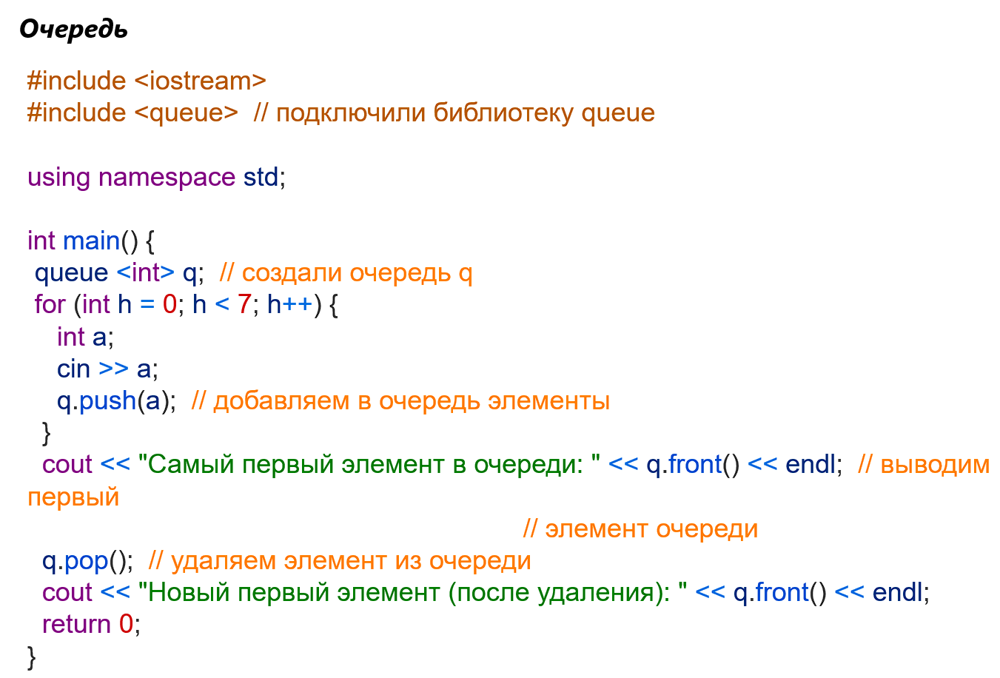 Очередь
#include <iostream>
#include <queue>  // подключили библиотеку queue
using namespace std;
int main() {
queue <int> q;  // создали очередь q
for (int h = 0; h < 7; h++) {
int a;
cin >> a;
q.push(a);  // добавляем в очередь элементы
}
cout << "Самый первый элемент в очереди: " << q.front() << endl;  // выводим
первый
// элемент очереди
q.pop();  // удаляем элемент из очереди
cout << "Новый первый элемент (после удаления): " << q.front() << endl;
return 0;
}